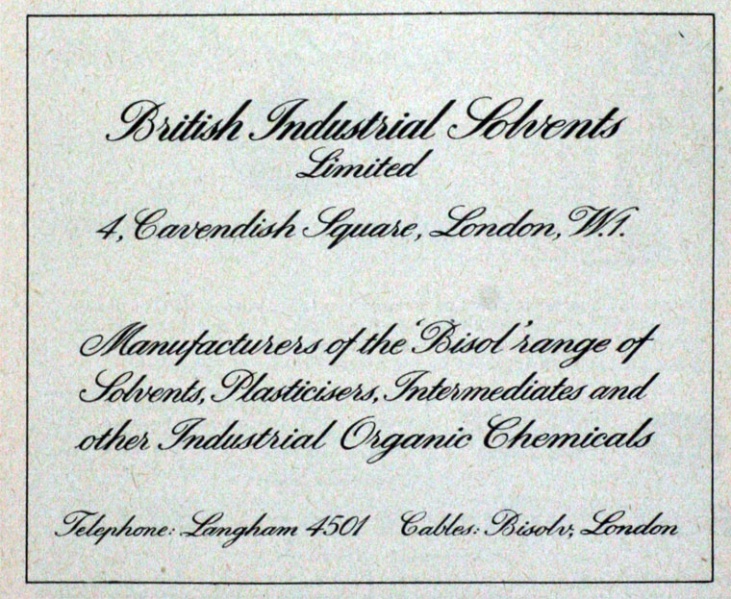 British Industrial Solvents
Limited
4, Cavendish Square, London, W.1.
Manufacturers of the 'Bisol' range of
Solvents, Plasticisers, Intermediates and
other Industrial Organic Chemicals
Telephone: Langham 4501 Cables: Bisolv, London